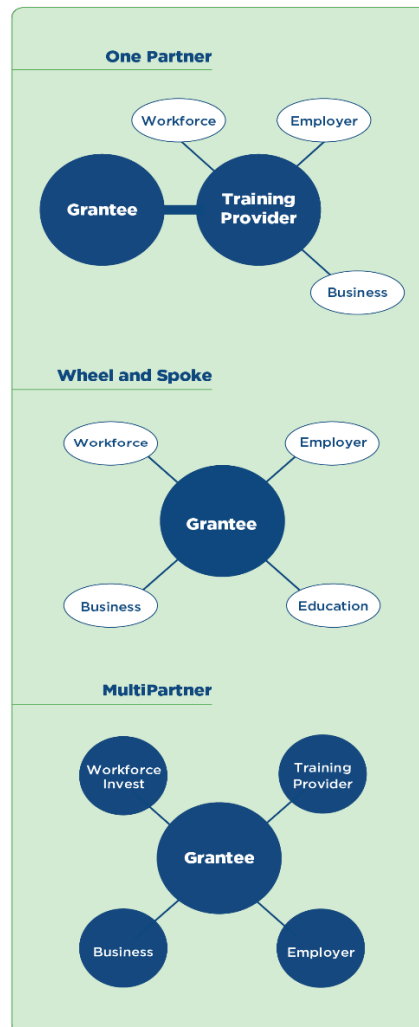 One Partner
Workforce
Employer
Grantee
Training
Provider
Business
Wheel and Spoke
Workforce
Employer
Grantee
Business
Education
MultiPartner
Workforce
Invest
Training
Provider
Grantee
Business
Employer